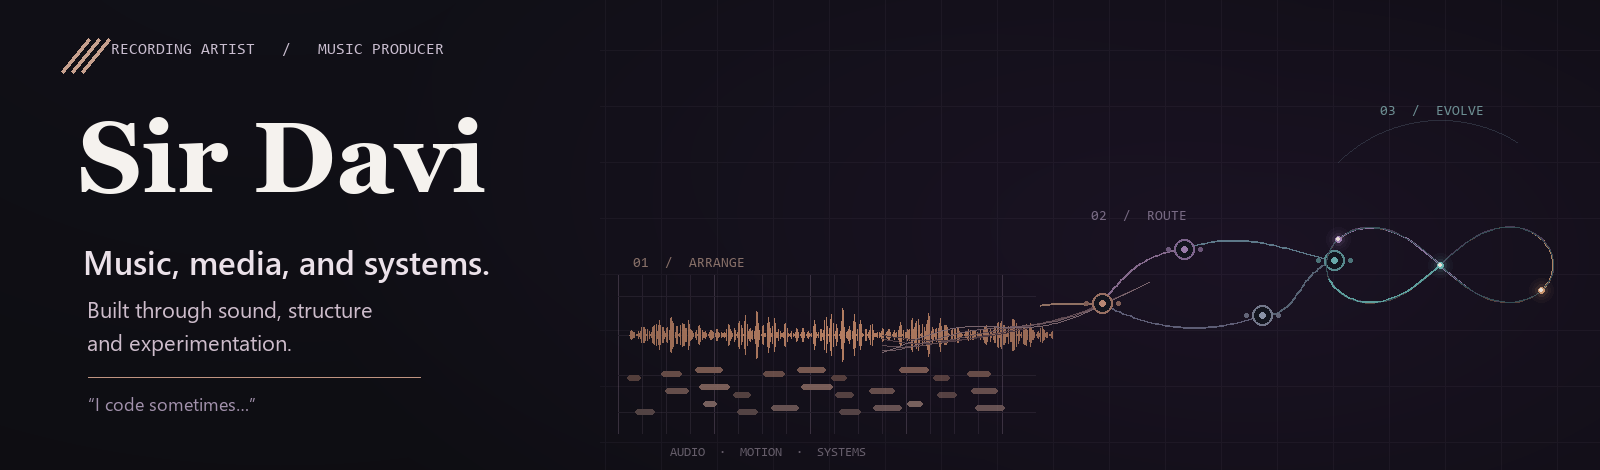 RECORDING ARTIST / MUSIC PRODUCER
Sir Davi
Music, media, and systems.
Built through sound, structure
and experimentation.
“I code sometimes...”
01 / ARRANGE
02 / ROUTE
03 / EVOLVE
AUDIO · MOTION · SYSTEMS